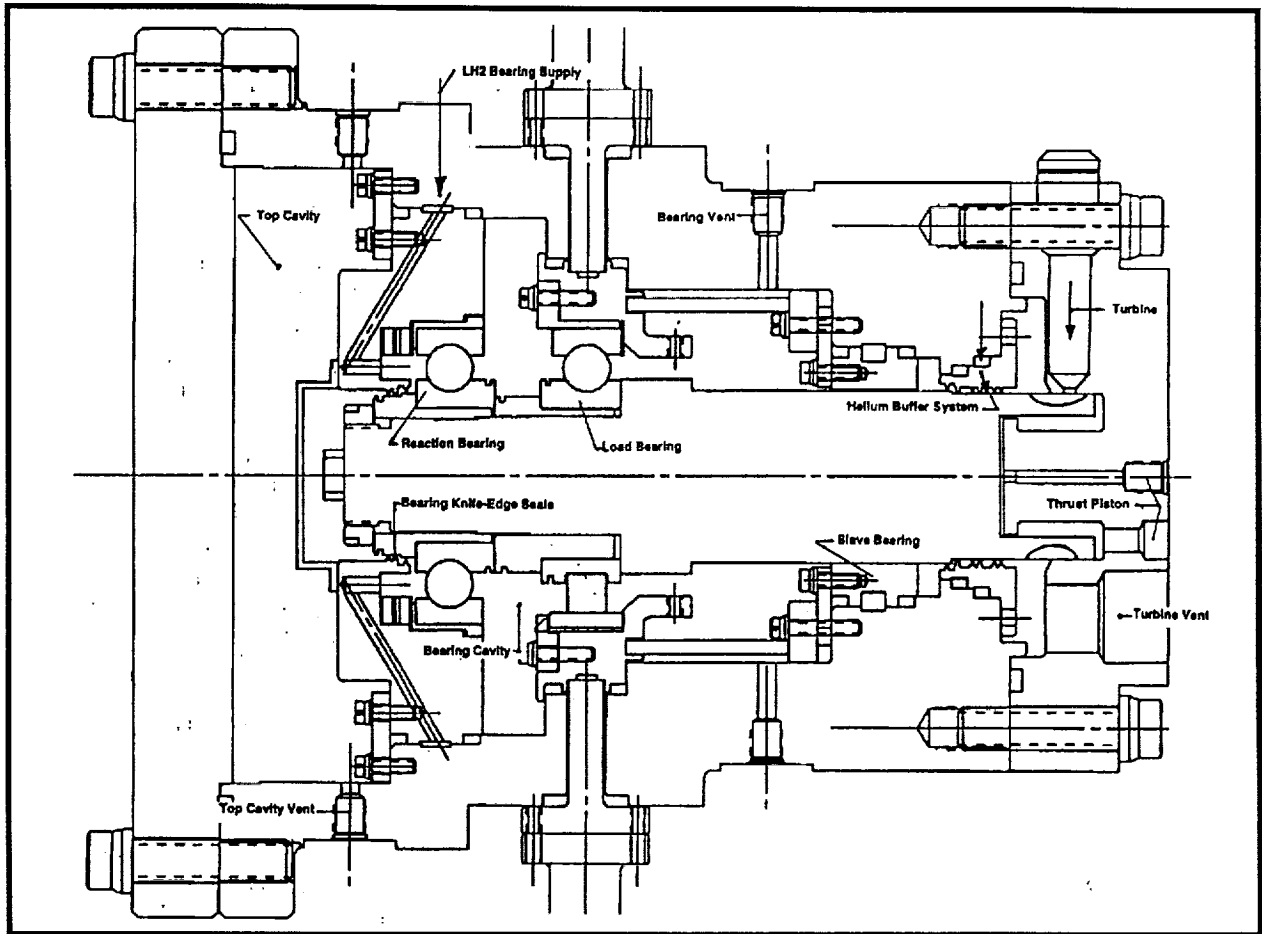 LH2 Bearing Supply
Top Cavity
Bearing Vent
Turbine
Helium Buffer System
Reaction Bearing
Load Bearing
Thrust Piston
Bearing Knife-Edge Seals
Slave Bearing
Turbine Vent
Bearing Cavity
Top Cavity Vent